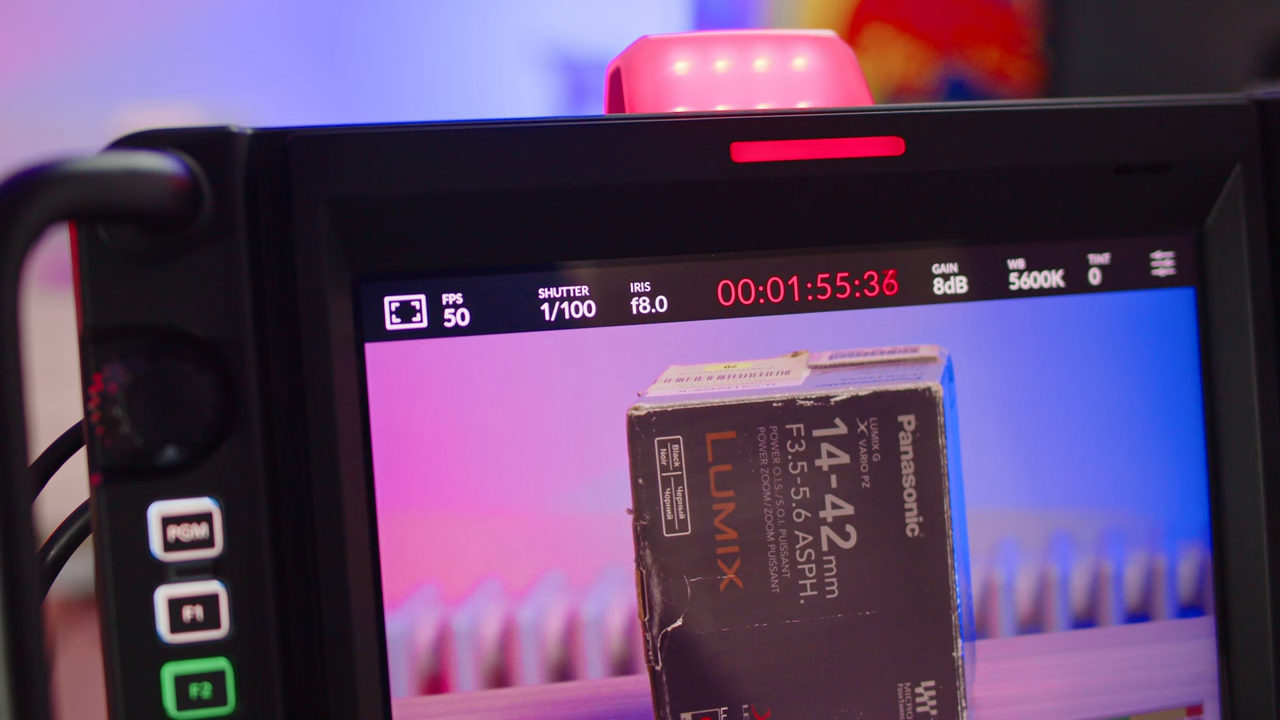 FPS
50
SHUTTER
1/100
IRIS
f8.0
00:01:55:36
GAIN
8dB
WB
5600K
TINT
0
Panasonic
LUMIX G
X VARIO PZ
14-42mm
F3.5-5.6 ASPH.
POWER O.I.S./S.O.I. PUISSANT
POWER ZOOM/ZOOM PUISSANT
LUMIX
Black
Noir
Черный
Чорний
MICRO
PGM
F1
F2